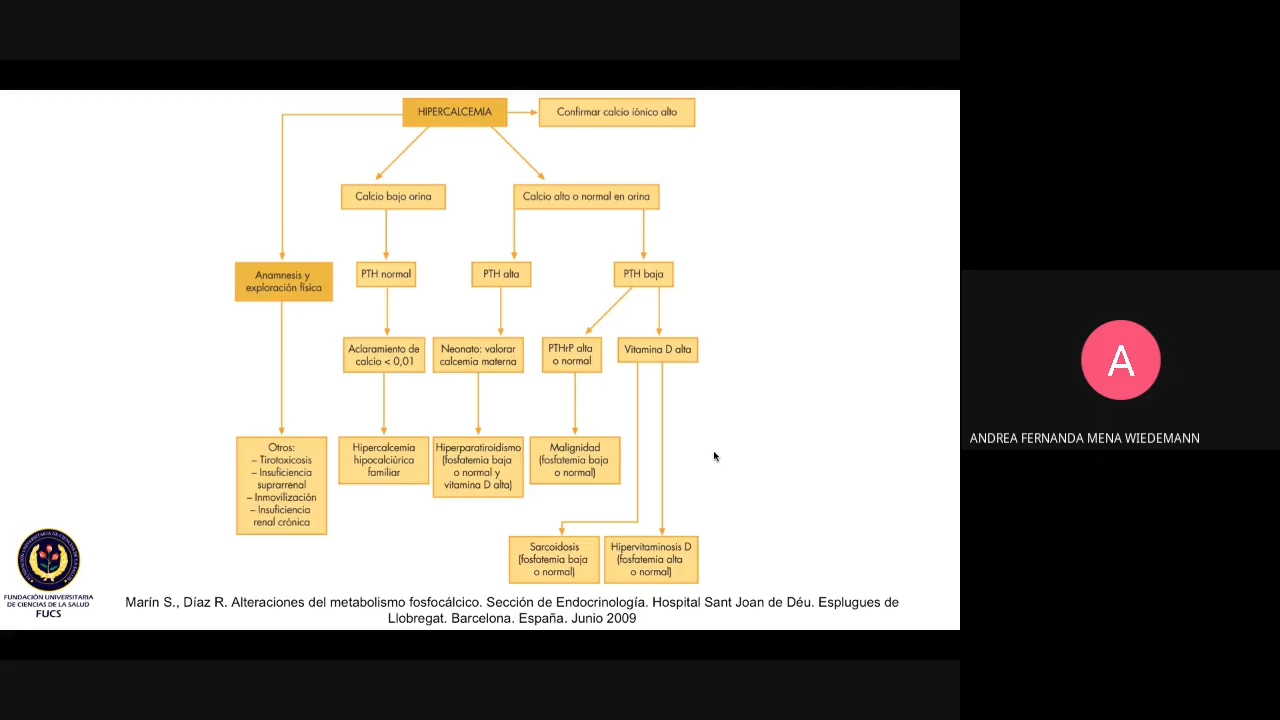 HIPERCALCEMIA
Confirmar calcio iónico alto
Calcio bajo orina
Calcio alto o normal en orina
Anamnesis y
exploración física
PTH normal
PTH alta
PTH baja
Aclaramiento de
calcio < 0,01
Neonato: valorar
calcemia materna
PTHrP alta
o normal
Vitamina D alta
Otros:
– Tirotoxicosis
– Insuficiencia
suprarrenal
– Inmovilización
– Insuficiencia
renal crónica
Hipercalcemia
hipocalciúrica
familiar
Hiperparatiroidismo
(fosfatemia baja
o normal y
vitamina D alta)
Malignidad
(fosfatemia baja
o normal)
Sarcoidosis
(fosfatemia baja
o normal)
Hipervitaminosis D
(fosfatemia alta
o normal)
FUNDACIÓN UNIVERSITARIA
DE CIENCIAS DE LA SALUD
FUCS
Marín S., Díaz R. Alteraciones del metabolismo fosfocálcico. Sección de Endocrinología. Hospital Sant Joan de Déu. Esplugues de
Llobregat. Barcelona. España. Junio 2009
A
ANDREA FERNANDA MENA WIEDEMANN